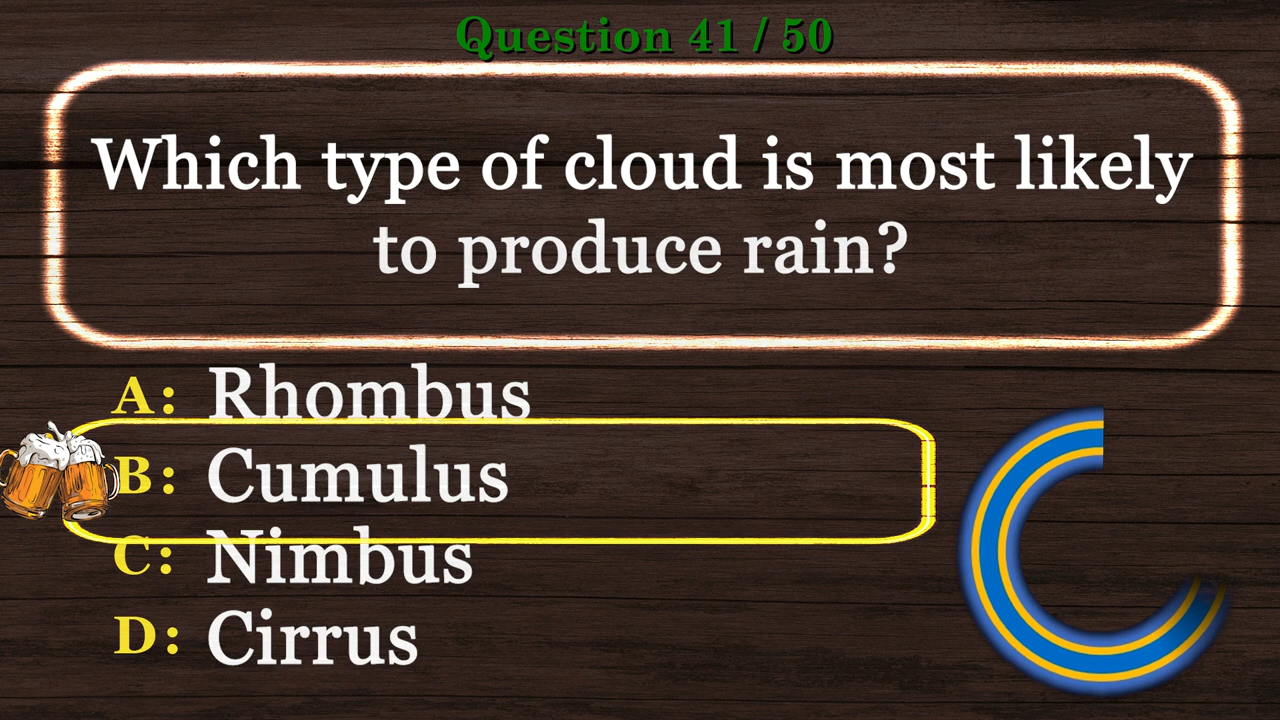 Question 41 / 50
Which type of cloud is most likely
to produce rain?
A: Rhombus
B: Cumulus
C: Nimbus
D: Cirrus